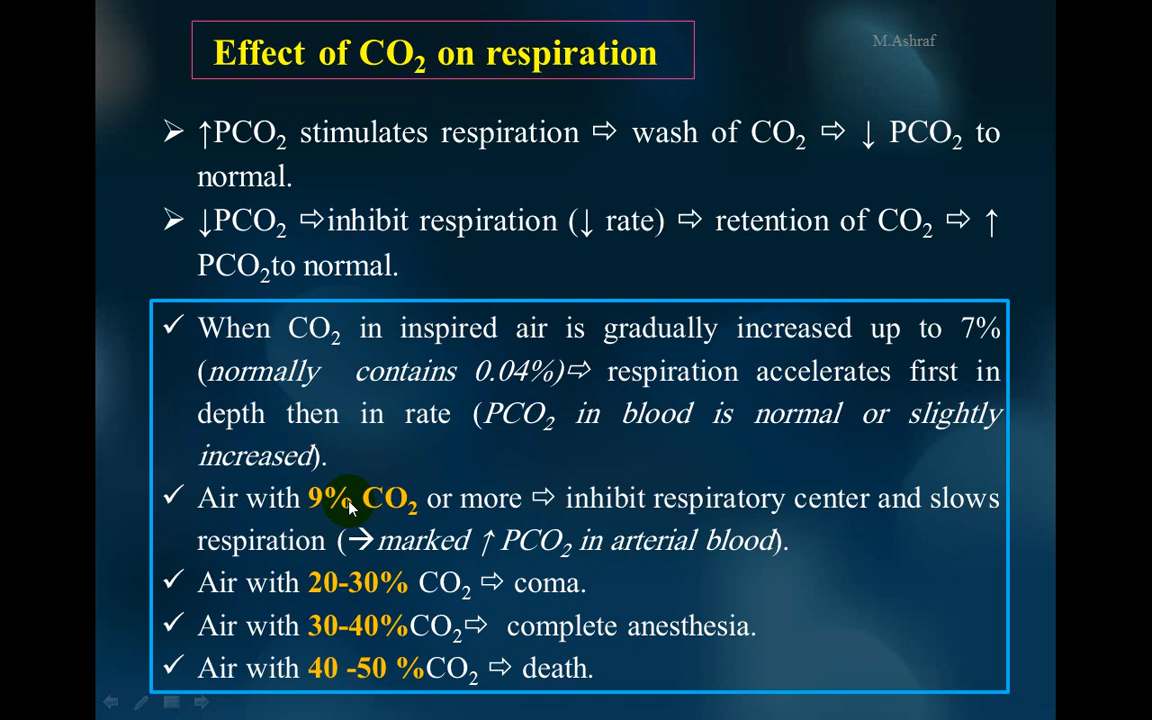 Effect of CO₂ on respiration
M.Ashraf
➢ ↑PCO₂ stimulates respiration ⇨ wash of CO₂ ⇨ ↓ PCO₂ to
normal.
➢ ↓PCO₂ ⇨inhibit respiration (↓ rate) ⇨ retention of CO₂ ⇨ ↑
PCO₂to normal.
✓ When CO₂ in inspired air is gradually increased up to 7%
(normally contains 0.04%)⇨ respiration accelerates first in
depth then in rate (PCO₂ in blood is normal or slightly
increased).
✓ Air with 9% CO₂ or more ⇨ inhibit respiratory center and slows
respiration (→marked ↑ PCO₂ in arterial blood).
✓ Air with 20-30% CO₂ ⇨ coma.
✓ Air with 30-40%CO₂⇨ complete anesthesia.
✓ Air with 40 -50 %CO₂ ⇨ death.